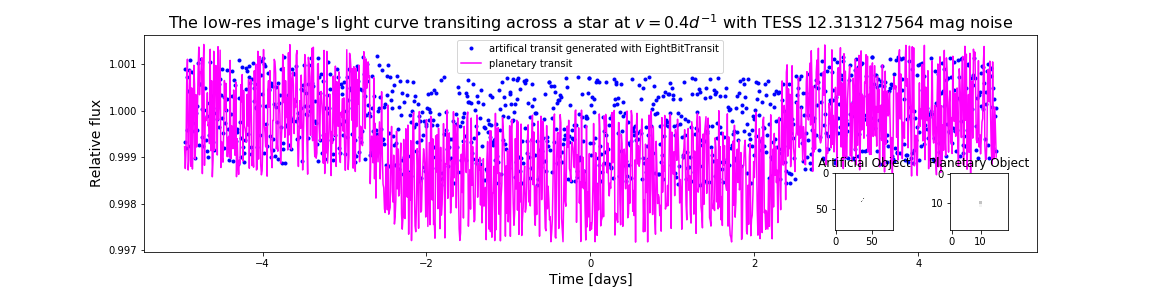 The low-res image's light curve transiting across a star at v = 0.4d⁻¹ with TESS 12.313127564 mag noise
artifical transit generated with EightBitTransit
planetary transit
Relative flux
1.001
1.000
0.999
0.998
0.997
−4
−2
0
2
4
Time [days]
Artificial Object
0
50
0
50
Planetary Object
0
10
0
10